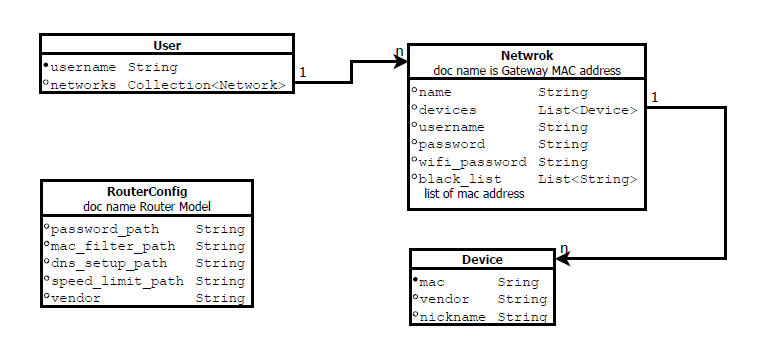 User
username String
networks Collection<Network>
1
n
Netwrok
doc name is Gateway MAC address
name String
devices List<Device>
username String
password String
wifi_password String
black_list List<String>
list of mac address
1
RouterConfig
doc name Router Model
password_path String
mac_filter_path String
dns_setup_path String
speed_limit_path String
vendor String
n
Device
mac Sring
vendor String
nickname String